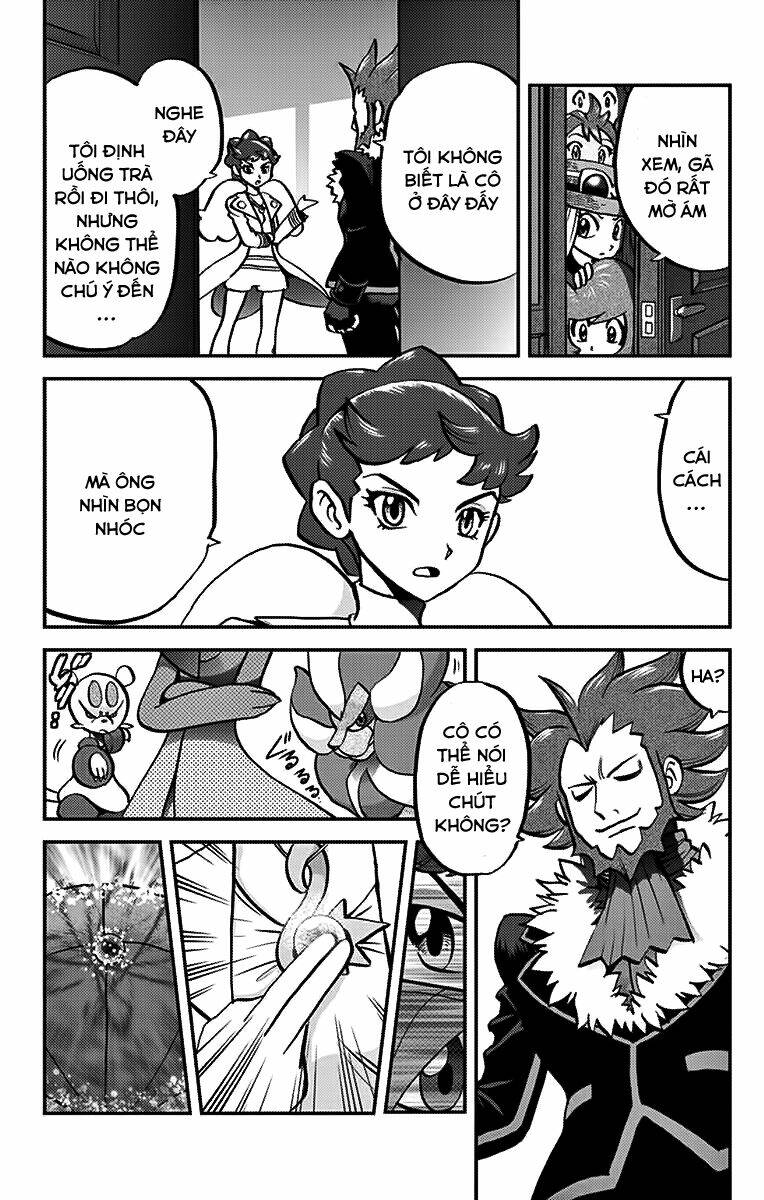 NHÌN
XEM, GÃ
ĐÓ RẤT
MỜ ÁM
TÔI KHÔNG
BIẾT LÀ CÔ
Ở ĐÂY ĐẤY
NGHE
ĐÂY
TÔI ĐỊNH
UỐNG TRÀ
RỒI ĐI THÔI,
NHƯNG
KHÔNG THỂ
NÀO KHÔNG
CHÚ Ý ĐẾN
...
CÁI
CÁCH
...
MÀ ÔNG
NHÌN BỌN
NHÓC
HA?
CÔ CÓ
THỂ NÓI
DỄ HIỂU
CHÚT
KHÔNG?